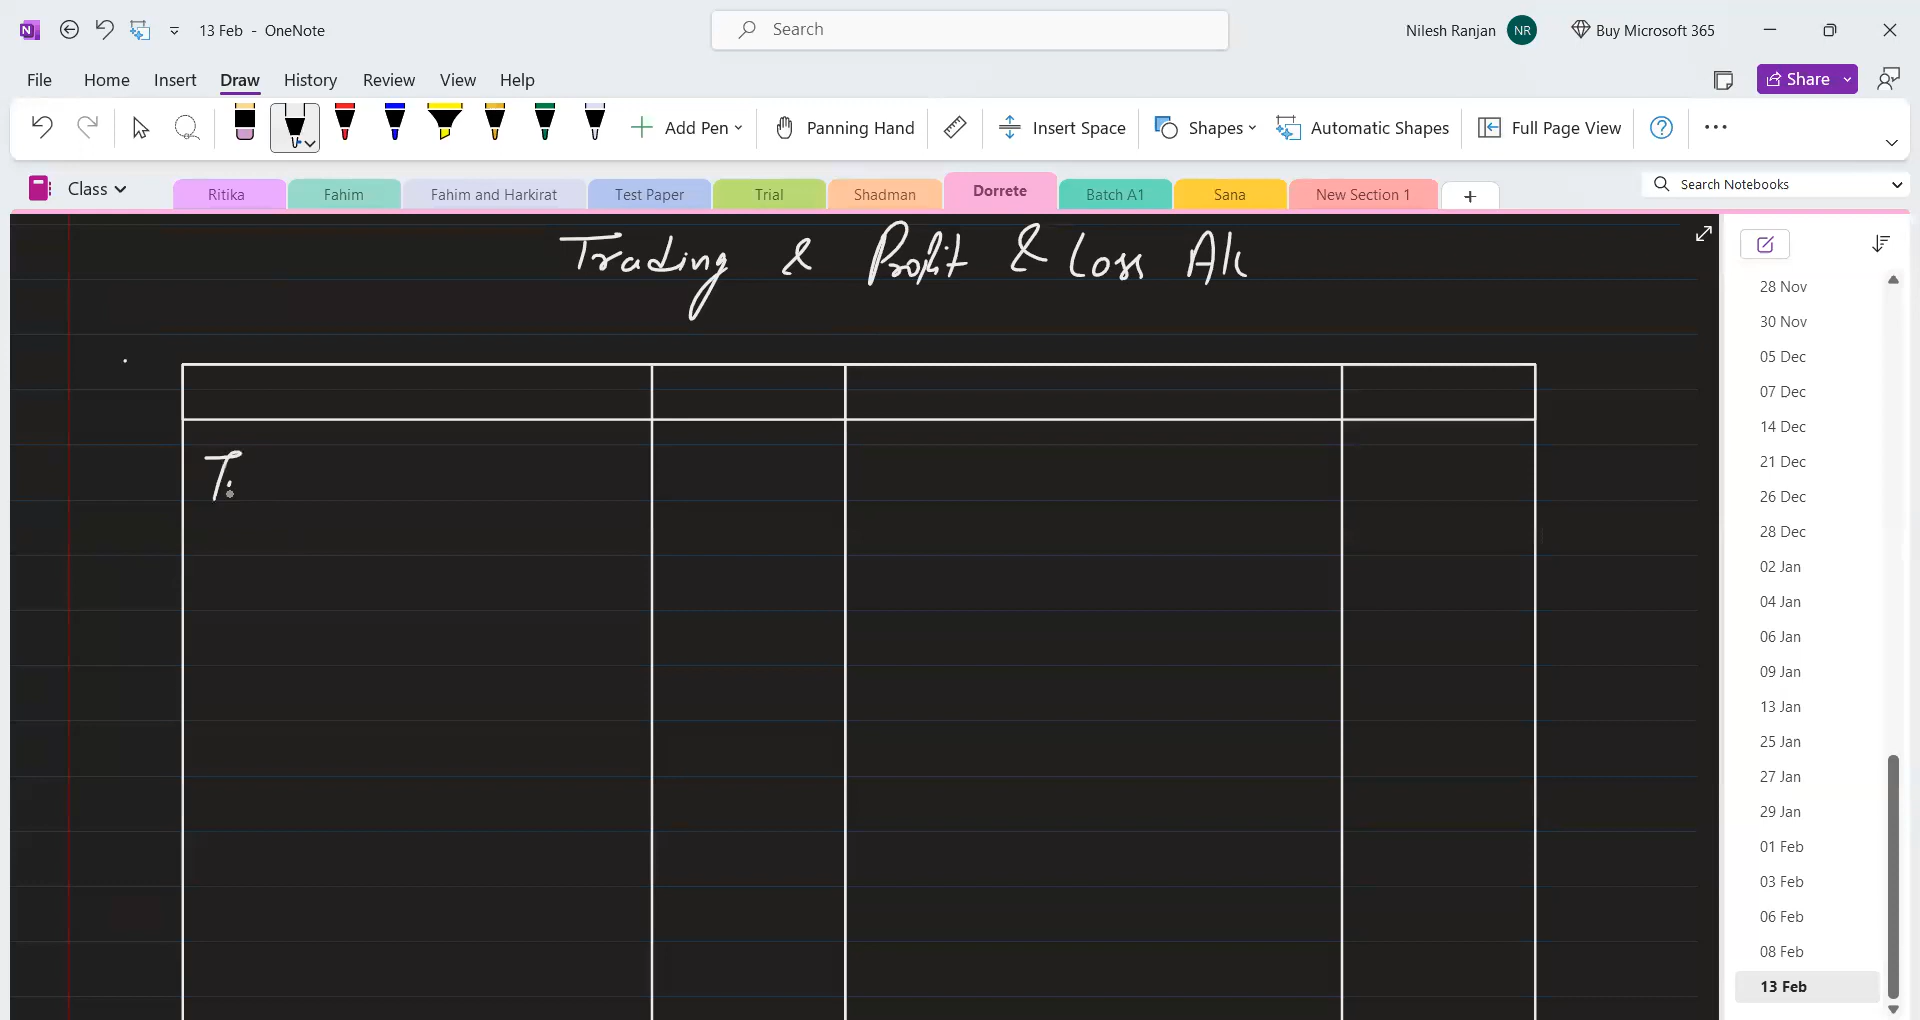 13 Feb - OneNote
Search
Nilesh Ranjan NR
Buy Microsoft 365
File Home Insert Draw History Review View Help
Share
Add Pen
Panning Hand
Insert Space
Shapes
Automatic Shapes
Full Page View
Class
Ritika
Fahim
Fahim and Harkirat
Test Paper
Trial
Shadman
Dorrete
Batch A1
Sana
New Section 1
+
Search Notebooks
Trading & Profit & Loss A/c
T
28 Nov
30 Nov
05 Dec
07 Dec
14 Dec
21 Dec
26 Dec
28 Dec
02 Jan
04 Jan
06 Jan
09 Jan
13 Jan
25 Jan
27 Jan
29 Jan
01 Feb
03 Feb
06 Feb
08 Feb
13 Feb